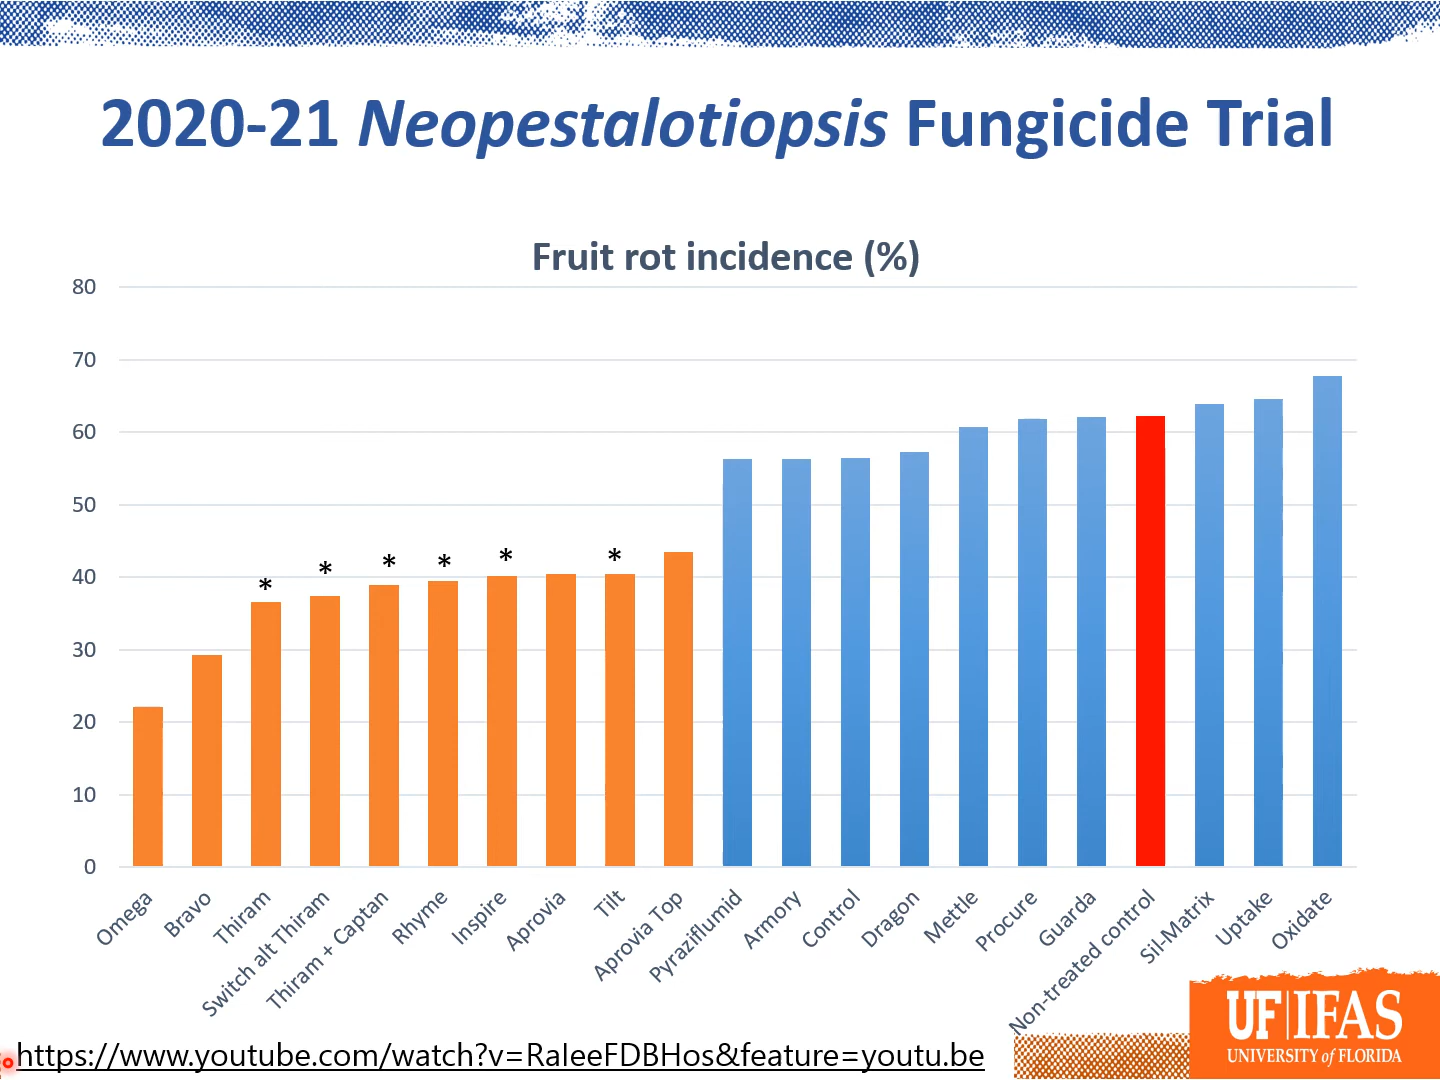 2020-21 Neopestalotiopsis Fungicide Trial
Fruit rot incidence (%)
80
70
60
50
40
30
20
10
0
* * * * * *
Omega
Bravo
Thiram
Switch alt Thiram
Thiram + Captan
Rhyme
Inspire
Aprovia
Tilt
Aprovia Top
Pyraziflumid
Armory
Control
Dragon
Mettle
Procure
Guarda
Non-treated control
Sil-Matrix
Uptake
Oxidate
https://www.youtube.com/watch?v=RaIeeFDBHos&feature=youtu.be
UF|IFAS
UNIVERSITY of FLORIDA